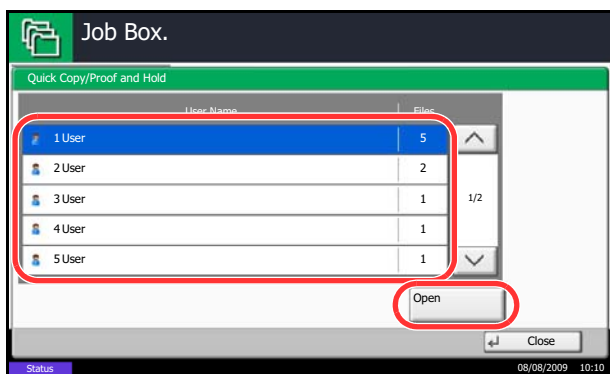 Job Box.
Quick Copy/Proof and Hold
User Name Files
1 User 5
2 User 2
3 User 1
4 User 1
5 User 1
1/2
Open
Close
Status 08/08/2009 10:10